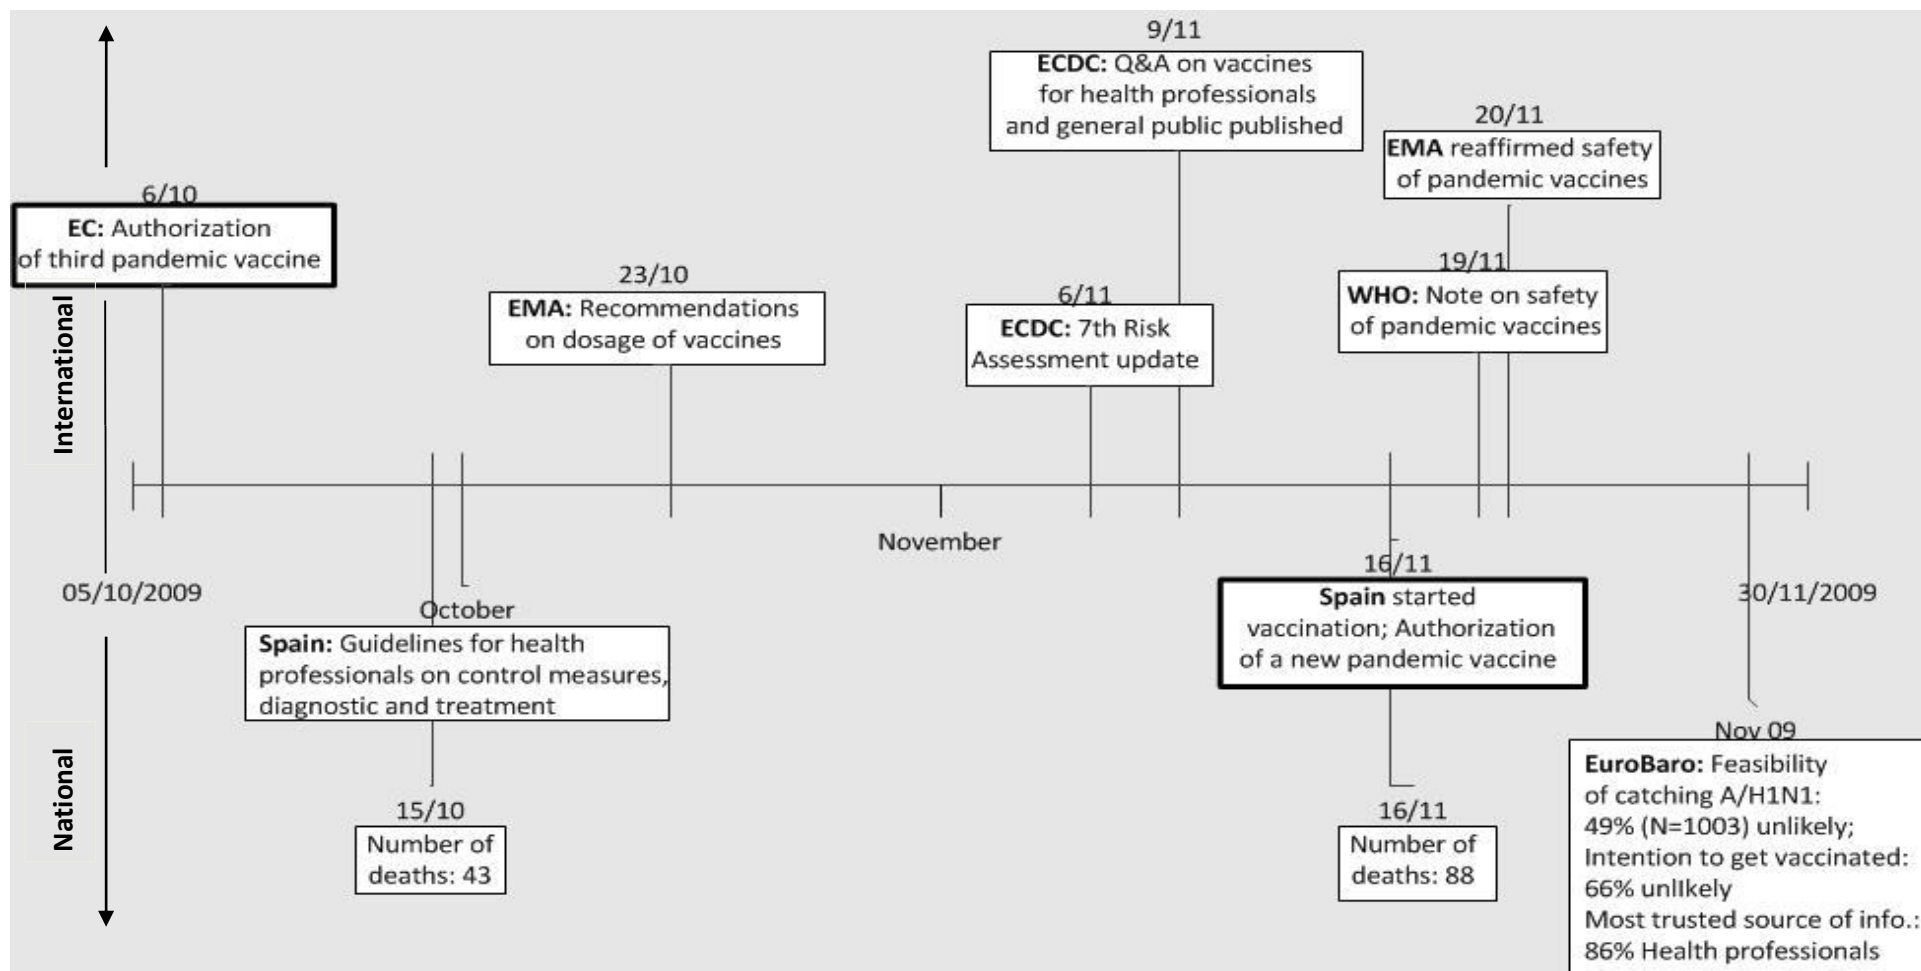 9/11
ECDC: Q&A on vaccines
for health professionals
and general public published
20/11
EMA reaffirmed safety
of pandemic vaccines
6/10
EC: Authorization
of third pandemic vaccine
23/10
EMA: Recommendations
on dosage of vaccines
6/11
ECDC: 7th Risk
Assessment update
19/11
WHO: Note on safety
of pandemic vaccines
International
November
05/10/2009
October
Spain: Guidelines for health
professionals on control measures,
diagnostic and treatment
16/11
Spain started
vaccination; Authorization
of a new pandemic vaccine
30/11/2009
National
15/10
Number of
deaths: 43
16/11
Number of
deaths: 88
Nov 09
EuroBaro: Feasibility
of catching A/H1N1:
49% (N=1003) unlikely;
Intention to get vaccinated:
66% unlIkely
Most trusted source of info.:
86% Health professionals